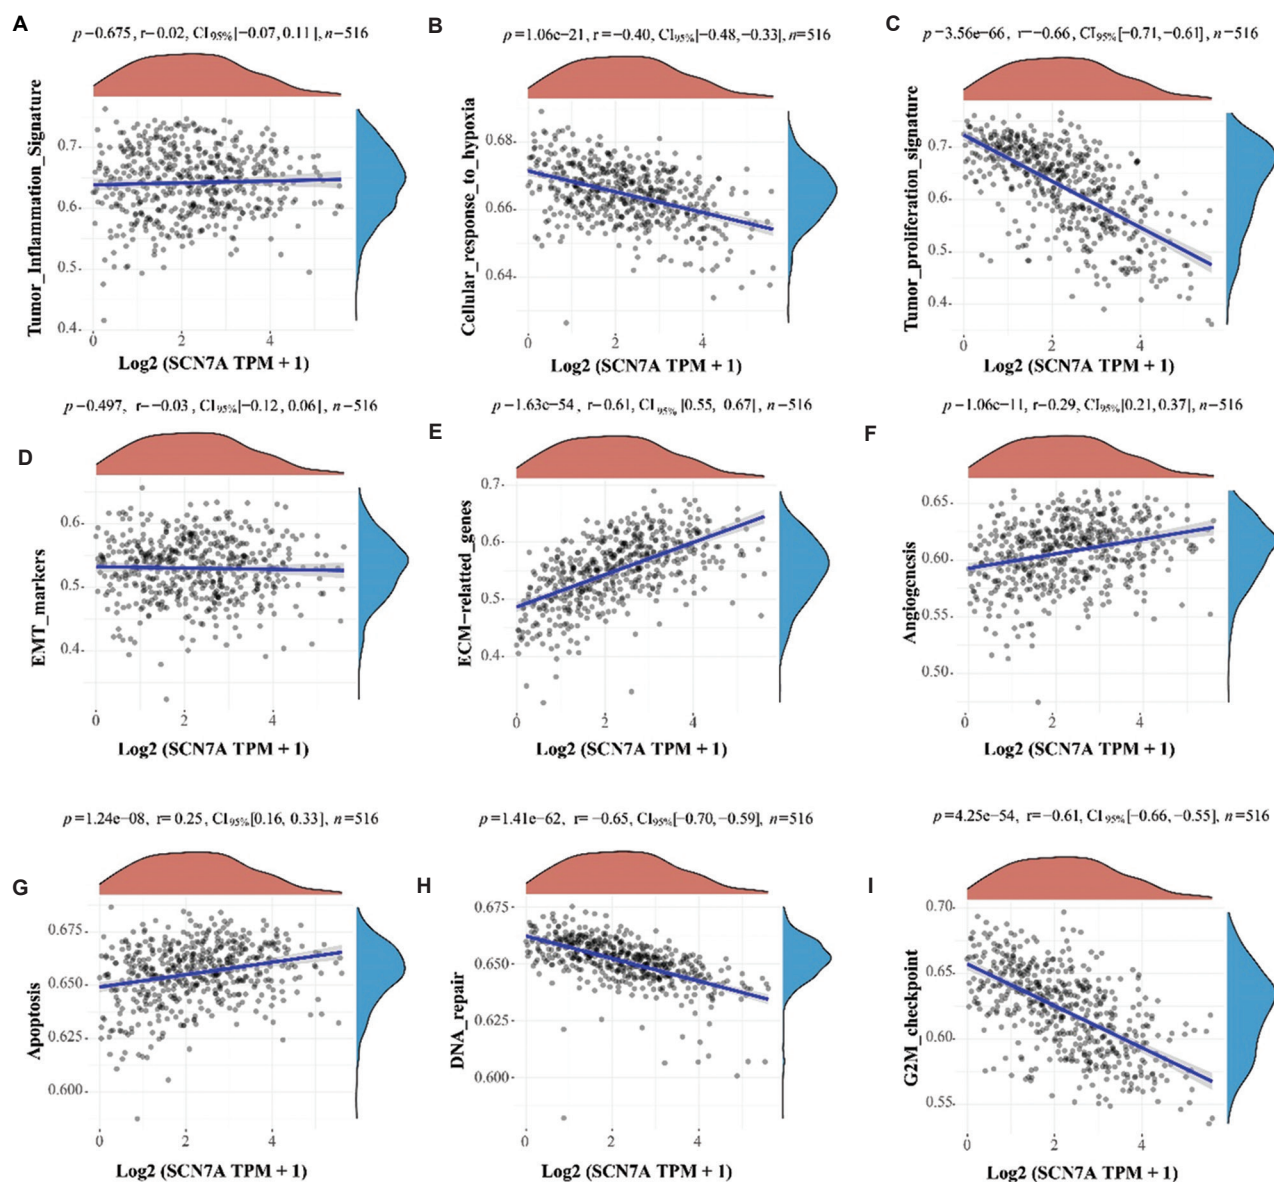 A
p−0.675, r−0.02, CI95%|−0.07, 0.11|, n−516
Tumor_Inflammation_Signature
0.7-
0.6-
0.5-
0.4-
0 2 4
Log2 (SCN7A TPM + 1)
B
p=1.06e−21, r=−0.40, CI95%|−0.48, −0.33|, n=516
Cellular_response_to_hypoxia
0.68-
0.66-
0.64-
0 2 4
Log2 (SCN7A TPM + 1)
C
p−3.56e−66, r−−0.66, CI95%[−0.71, −0.61], n−516
Tumor_proliferation_signature
0.7-
0.6-
0.5-
0.4-
0 2 4
Log2 (SCN7A TPM + 1)
D
p−0.497, r−−0.03, CI95%|−0.12, 0.06|, n−516
EMT_markers
0.6-
0.5-
0.4-
0 2 4
Log2 (SCN7A TPM + 1)
E
p−1.63e−54, r−0.61, CI95% |0.55, 0.67|, n−516
ECM−relatted_genes
0.7-
0.6-
0.5-
0.4-
0 2 4
Log2 (SCN7A TPM + 1)
F
p−1.06e−11, r−0.29, CI95%|0.21, 0.37|, n−516
Angiogenesis
0.65-
0.60-
0.55-
0.50-
0 2 4
Log2 (SCN7A TPM + 1)
G
p=1.24e−08, r=0.25, CI95%[0.16, 0.33], n=516
Apoptosis
0.675-
0.650-
0.625-
0.600-
0 2 4
Log2 (SCN7A TPM + 1)
H
p=1.41e−62, r=−0.65, CI95%[−0.70, −0.59], n=516
DNA_repair
0.675-
0.650-
0.625-
0.600-
0 2 4
Log2 (SCN7A TPM + 1)
I
p=4.25e−54, r=−0.61, CI95%[−0.66, −0.55], n=516
G2M_checkpoint
0.70-
0.65-
0.60-
0.55-
0 2 4
Log2 (SCN7A TPM + 1)